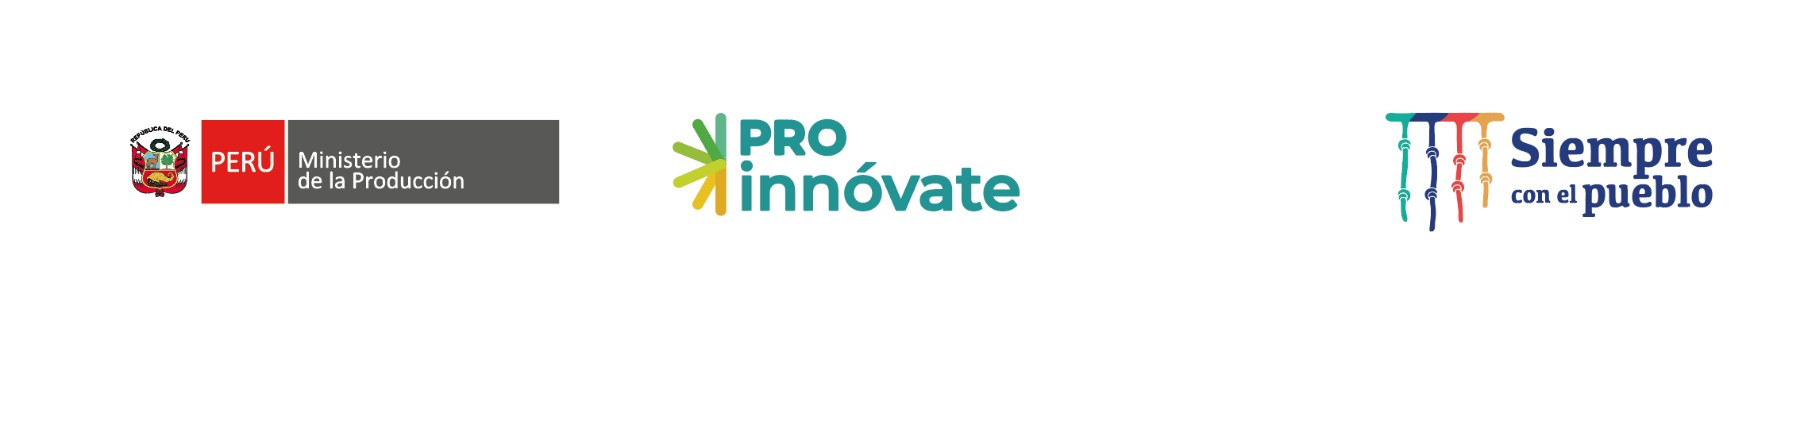 REPÚBLICA DEL PERÚ
PERÚ
Ministerio
de la Producción
PRO
innóvate
Siempre
con el pueblo